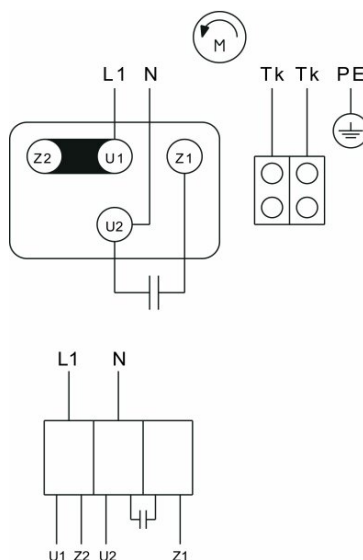 M
L1 N Tk Tk PE
Z2 U1 Z1
U2
L1 N
U1 Z2 U2 Z1